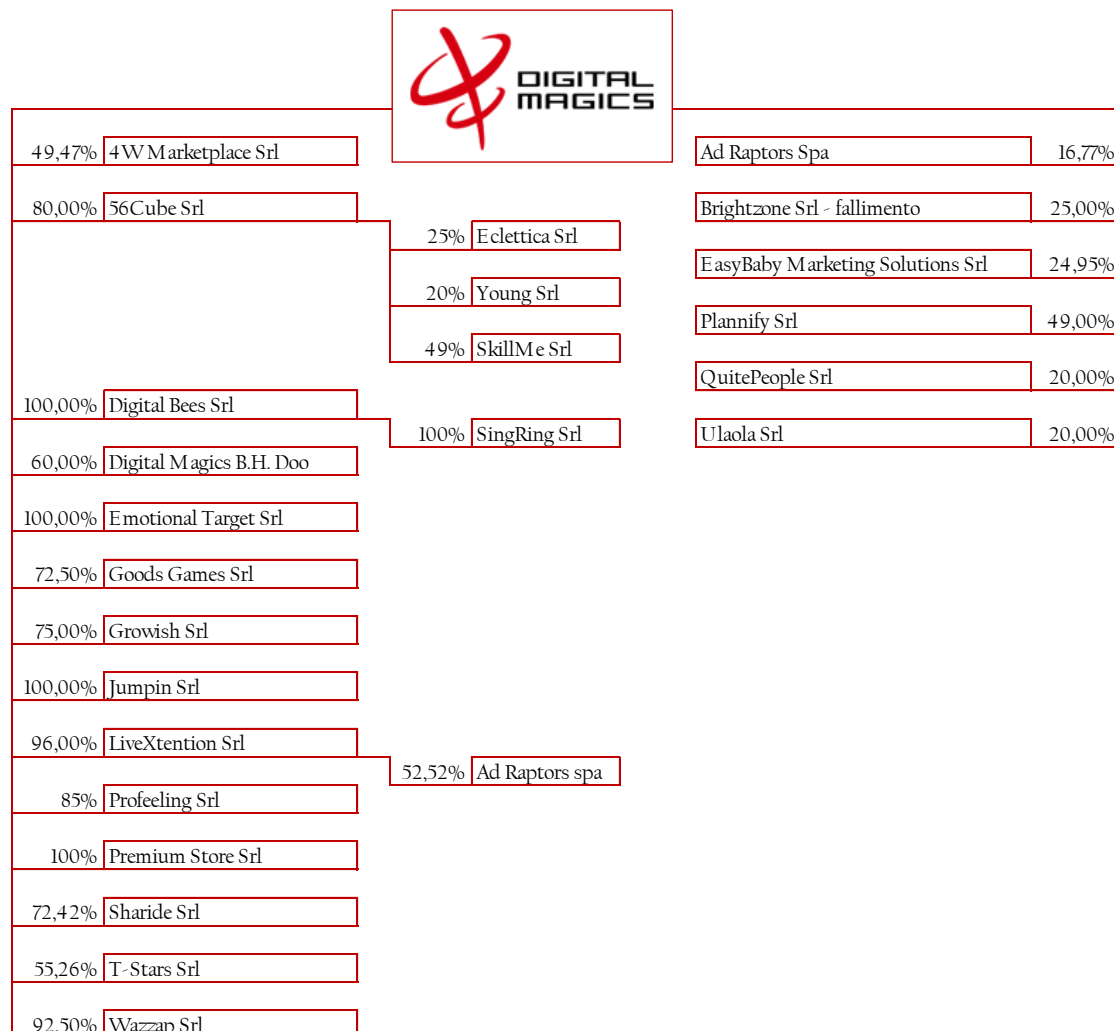 DIGITAL
MAGICS
49,47% 4W Marketplace Srl
80,00% 56Cube Srl
25% Eclettica Srl
20% Young Srl
49% SkillMe Srl
100,00% Digital Bees Srl
100% SingRing Srl
60,00% Digital Magics B.H. Doo
100,00% Emotional Target Srl
72,50% Goods Games Srl
75,00% Growish Srl
100,00% Jumpin Srl
96,00% LiveXtention Srl
52,52% Ad Raptors spa
85% Profeeling Srl
100% Premium Store Srl
72,42% Sharide Srl
55,26% T-Stars Srl
92,50% Wazzap Srl
Ad Raptors Spa 16,77%
Brightzone Srl - fallimento 25,00%
EasyBaby Marketing Solutions Srl 24,95%
Plannify Srl 49,00%
QuitePeople Srl 20,00%
Ulaola Srl 20,00%